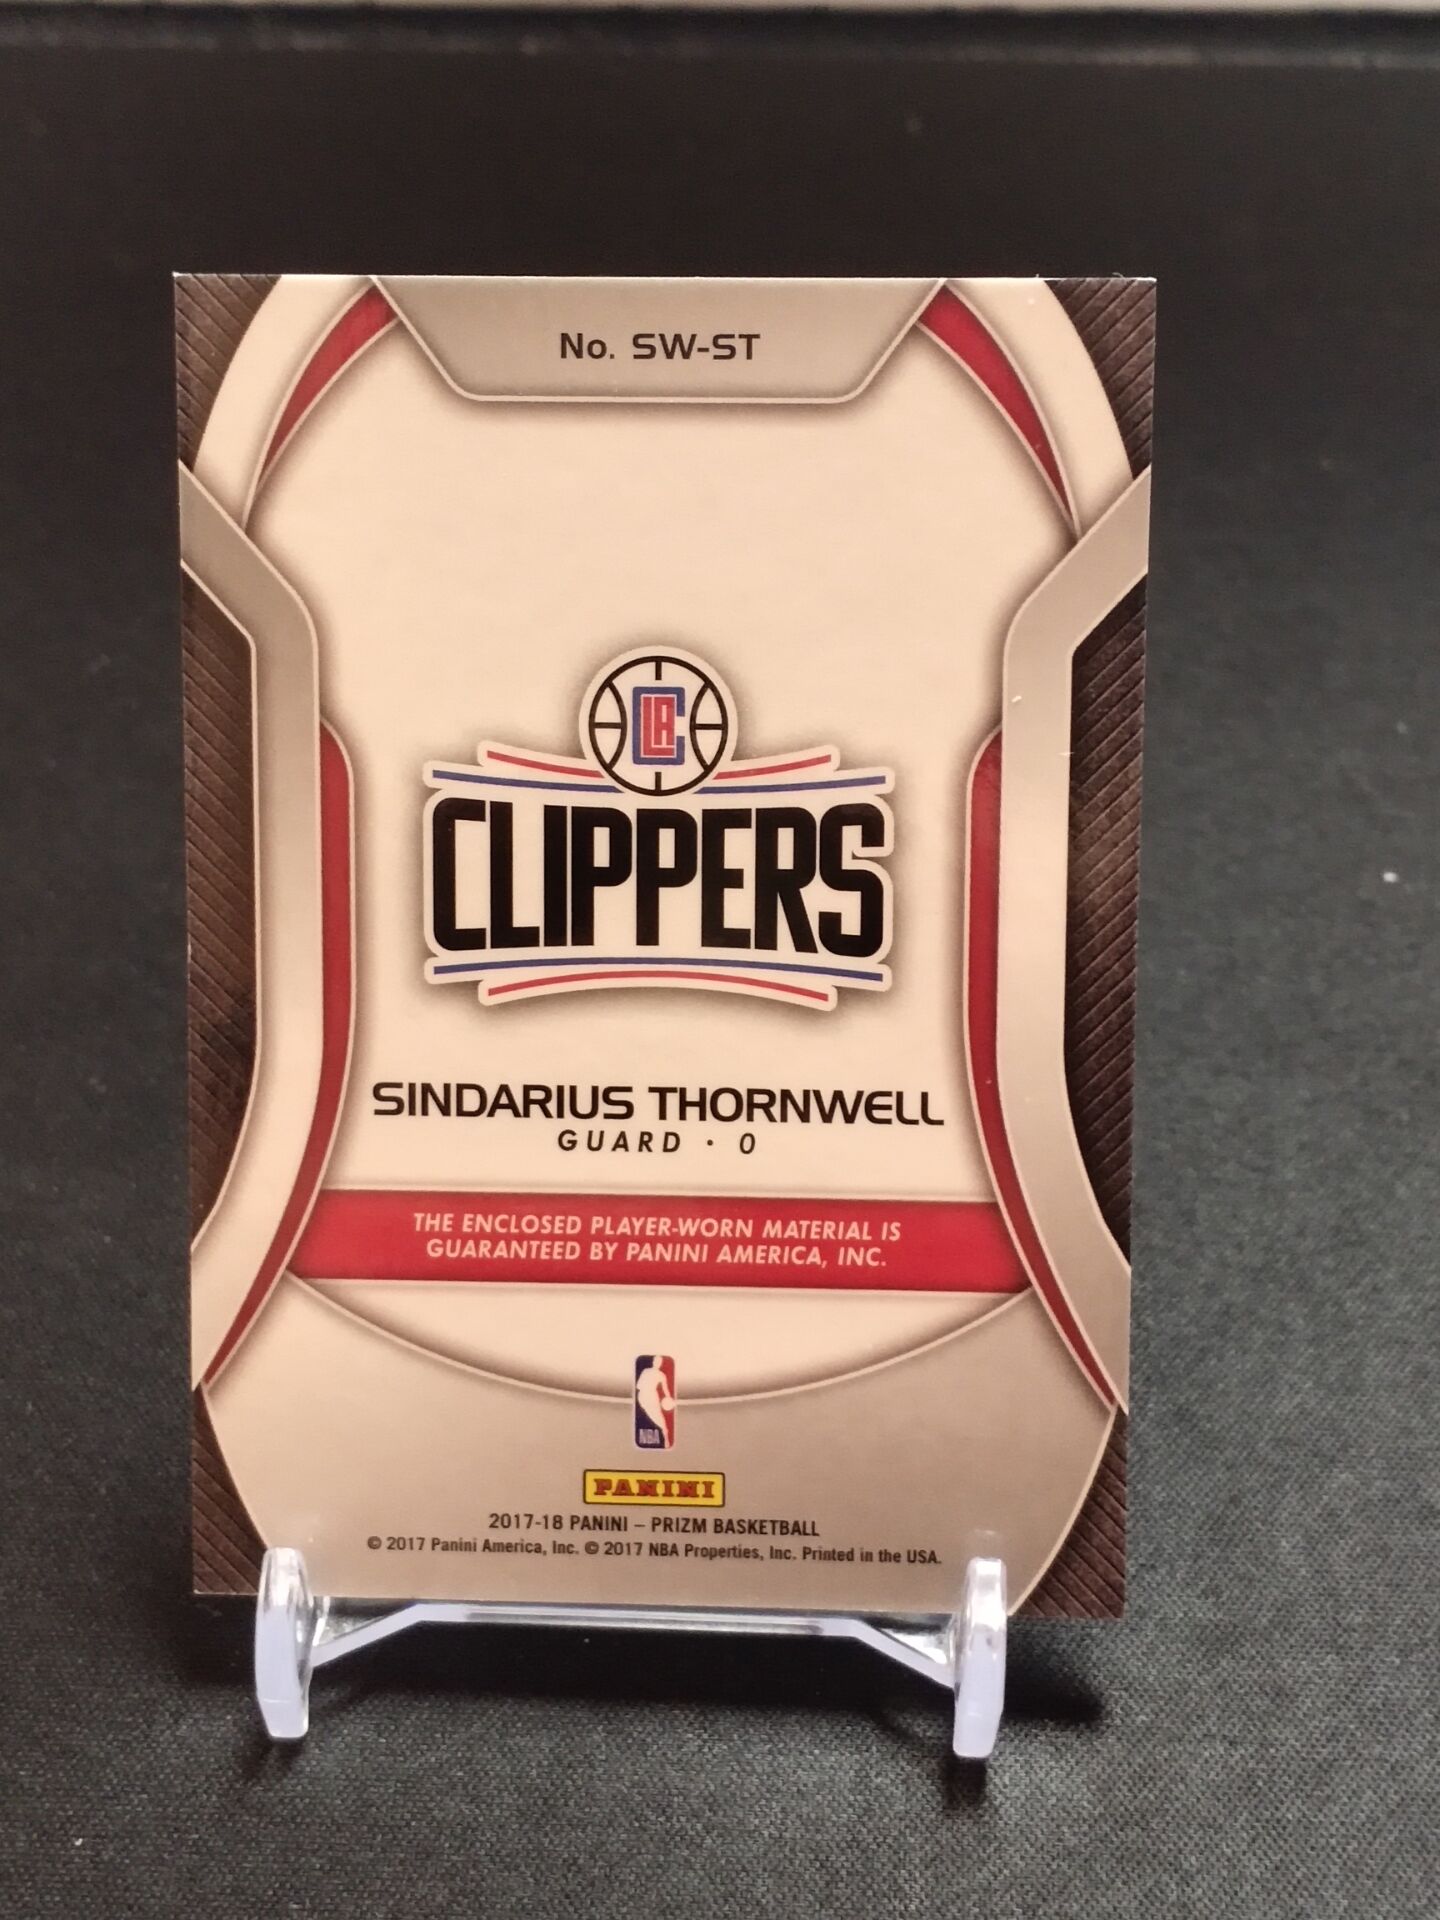 No. SW-ST
LAC
CLIPPERS
SINDARIUS THORNWELL
GUARD · 0
THE ENCLOSED PLAYER-WORN MATERIAL IS
GUARANTEED BY PANINI AMERICA, INC.
NBA
PANINI
2017-18 PANINI – PRIZM BASKETBALL
© 2017 Panini America, Inc. © 2017 NBA Properties, Inc. Printed in the USA.